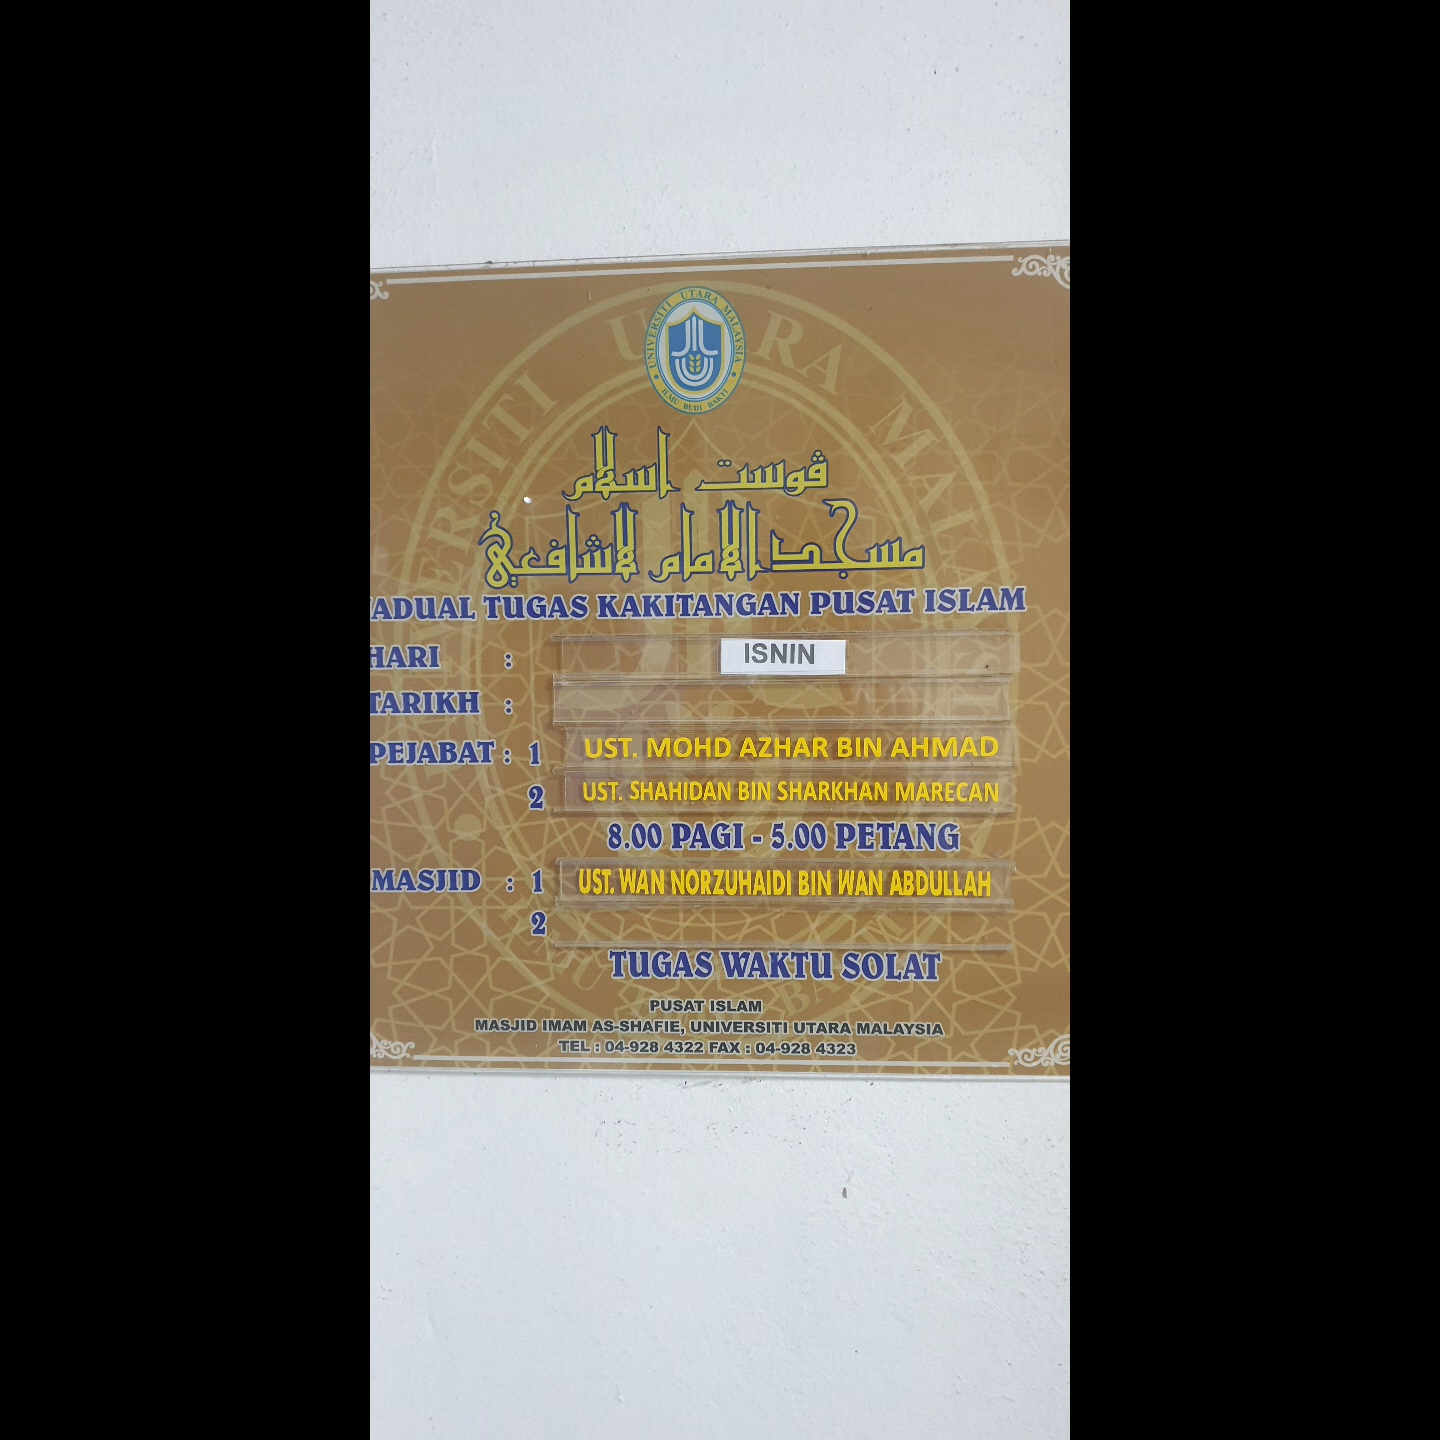 UNIVERSITI UTARA MALAYSIA
ILMU BUDI BAKTI
ڤوست اسلام
مسجد الامام الشافعي
JADUAL TUGAS KAKITANGAN PUSAT ISLAM
HARI : ISNIN
TARIKH :
PEJABAT : 1 UST. MOHD AZHAR BIN AHMAD
2 UST. SHAHIDAN BIN SHARKHAN MARECAN
8.00 PAGI - 5.00 PETANG
MASJID : 1 UST. WAN NORZUHAIDI BIN WAN ABDULLAH
2
TUGAS WAKTU SOLAT
PUSAT ISLAM
MASJID IMAM AS-SHAFIE, UNIVERSITI UTARA MALAYSIA
TEL : 04-928 4322 FAX : 04-928 4323